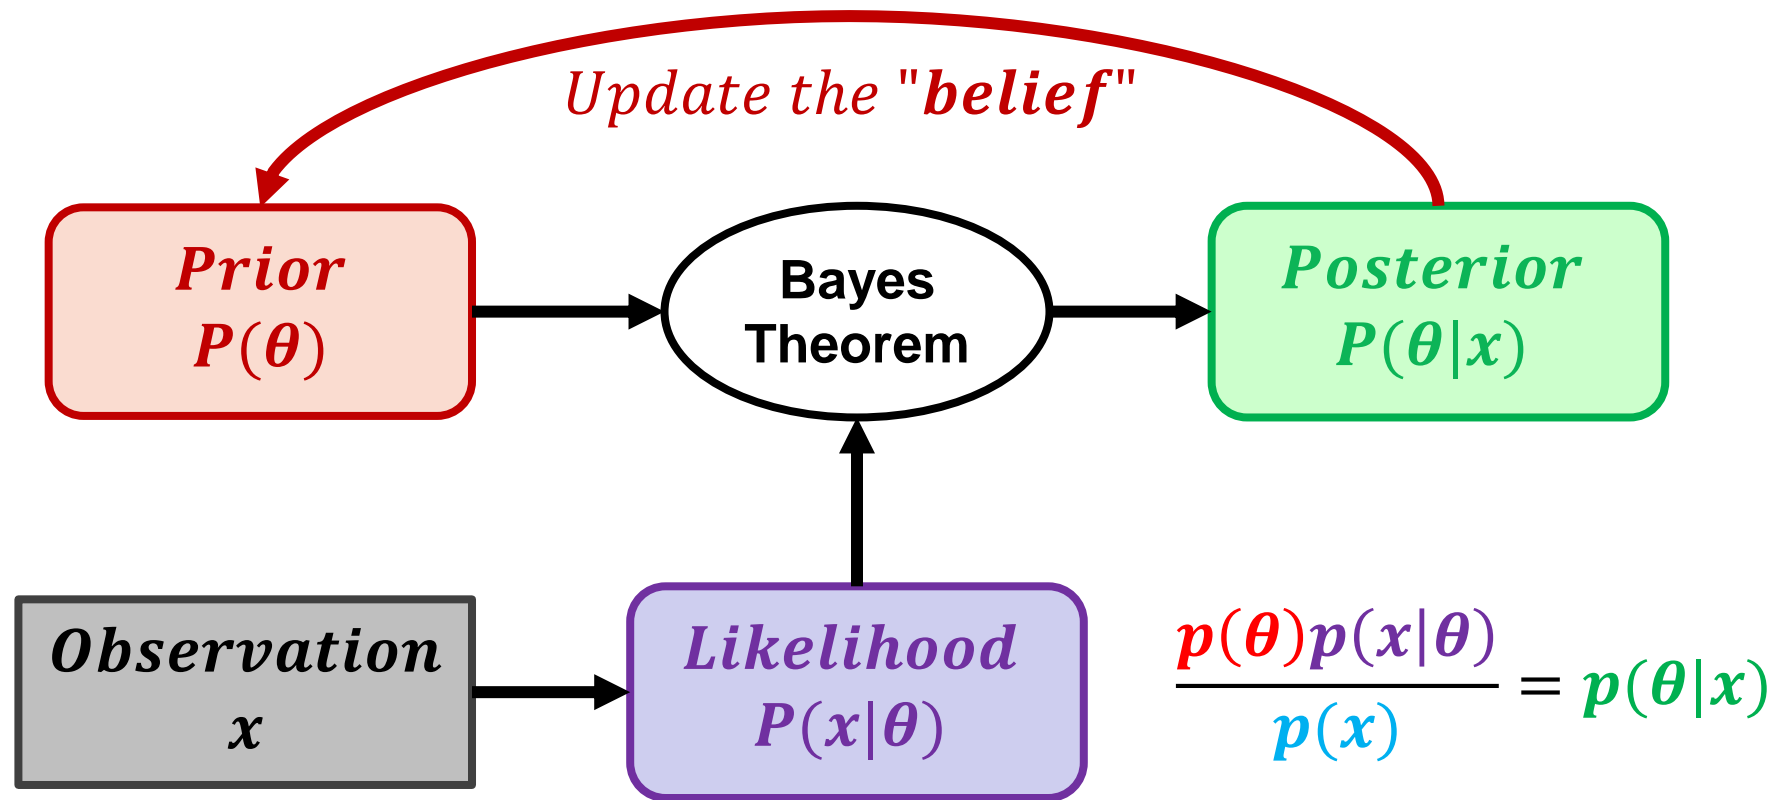 Update the "belief"
Prior
P(θ)
Bayes
Theorem
Posterior
P(θ|x)
Observation
x
Likelihood
P(x|θ)
p(θ)p(x|θ)
p(x)
= p(θ|x)